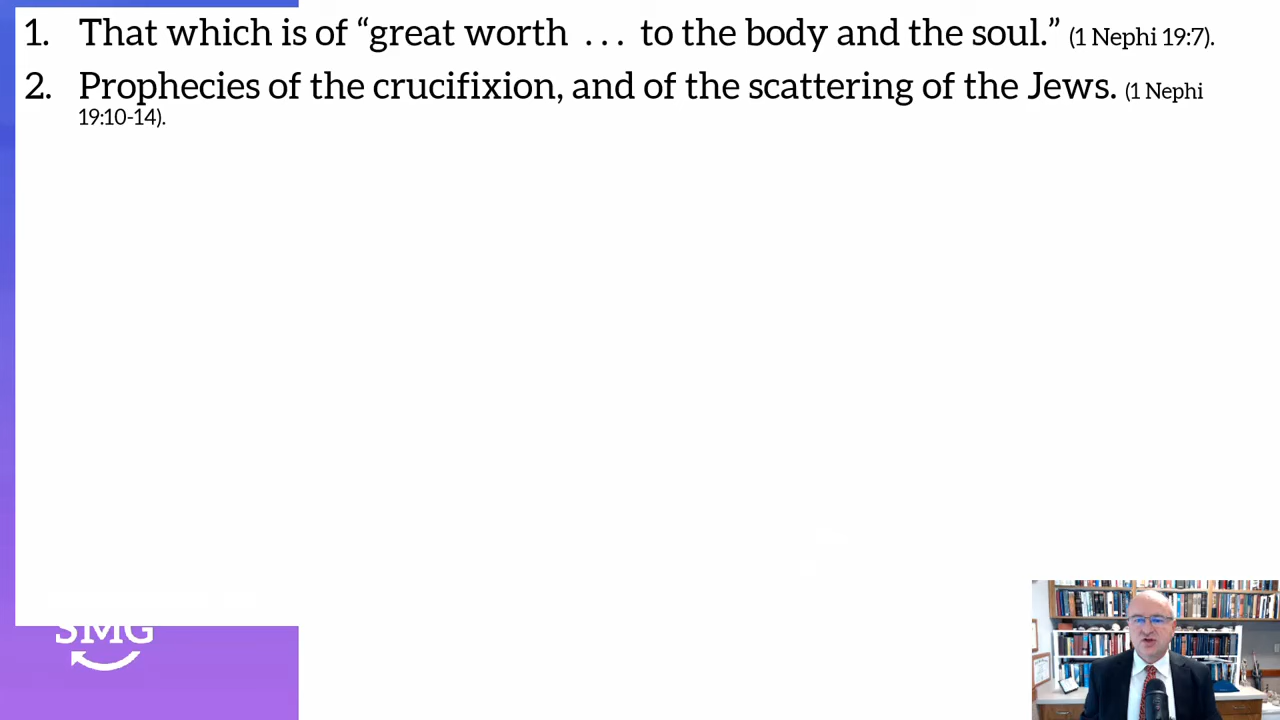 1. That which is of “great worth ... to the body and the soul.” (1 Nephi 19:7).
2. Prophecies of the crucifixion, and of the scattering of the Jews. (1 Nephi
19:10-14).
SMG